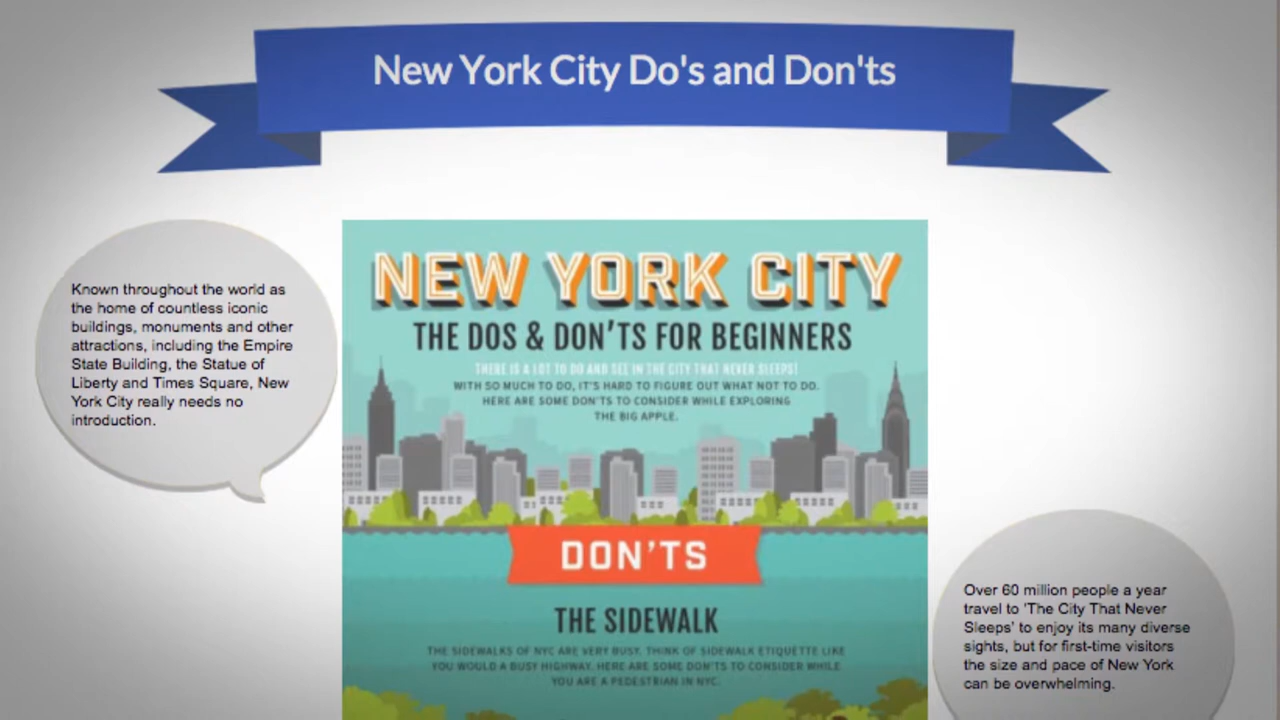 New York City Do's and Don'ts
Known throughout the world as
the home of countless iconic
buildings, monuments and other
attractions, including the Empire
State Building, the Statue of
Liberty and Times Square, New
York City really needs no
introduction.
NEW YORK CITY
THE DOS & DON'TS FOR BEGINNERS
THERE IS A LOT TO DO AND SEE IN THE CITY THAT NEVER SLEEPS!
WITH SO MUCH TO DO, IT'S HARD TO FIGURE OUT WHAT NOT TO DO.
HERE ARE SOME DON'TS TO CONSIDER WHILE EXPLORING
THE BIG APPLE.
DON'TS
THE SIDEWALK
THE SIDEWALKS OF NYC ARE VERY BUSY. THINK OF SIDEWALK ETIQUETTE LIKE
YOU WOULD A BUSY HIGHWAY. HERE ARE SOME DON'TS TO CONSIDER WHILE
YOU ARE A PEDESTRIAN IN NYC.
Over 60 million people a year
travel to 'The City That Never
Sleeps' to enjoy its many diverse
sights, but for first-time visitors
the size and pace of New York
can be overwhelming.